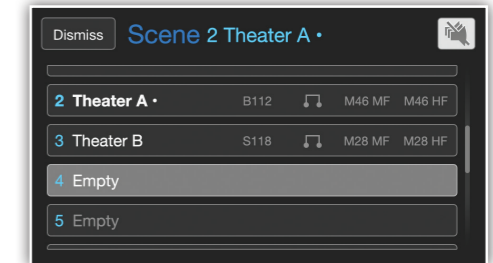 Dismiss Scene 2 Theater A •
2 Theater A • B112 M46 MF M46 HF
3 Theater B S118 M28 MF M28 HF
4 Empty
5 Empty